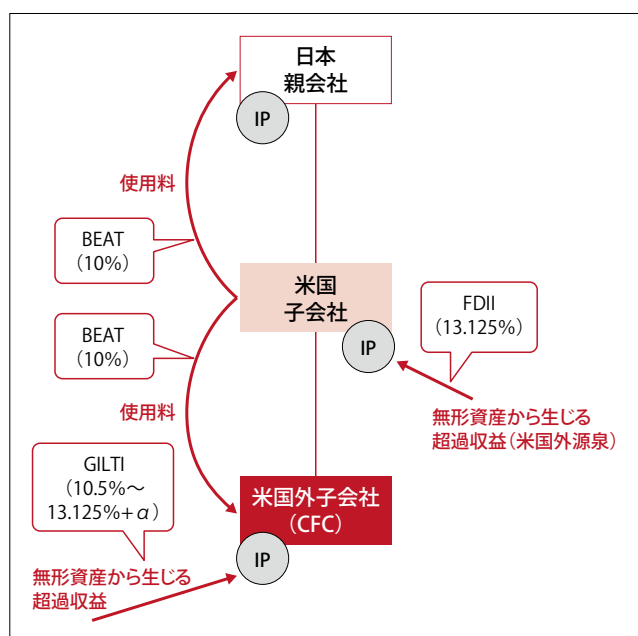 日本
親会社
IP
使用料
BEAT
（10%）
米国
子会社
FDII
（13.125%）
IP
BEAT
（10%）
使用料
無形資産から生じる
超過収益（米国外源泉）
GILTI
（10.5%〜
13.125%+α）
米国外子会社
（CFC）
IP
無形資産から生じる
超過収益